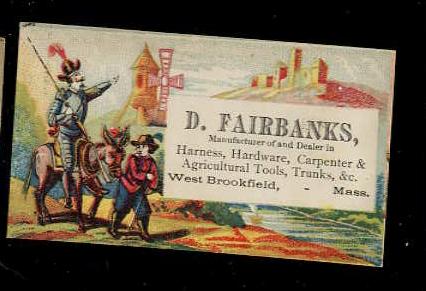 D. FAIRBANKS,
Manufacturer of and Dealer in
Harness, Hardware, Carpenter &
Agricultural Tools, Trunks, &c.
West Brookfield, - Mass.